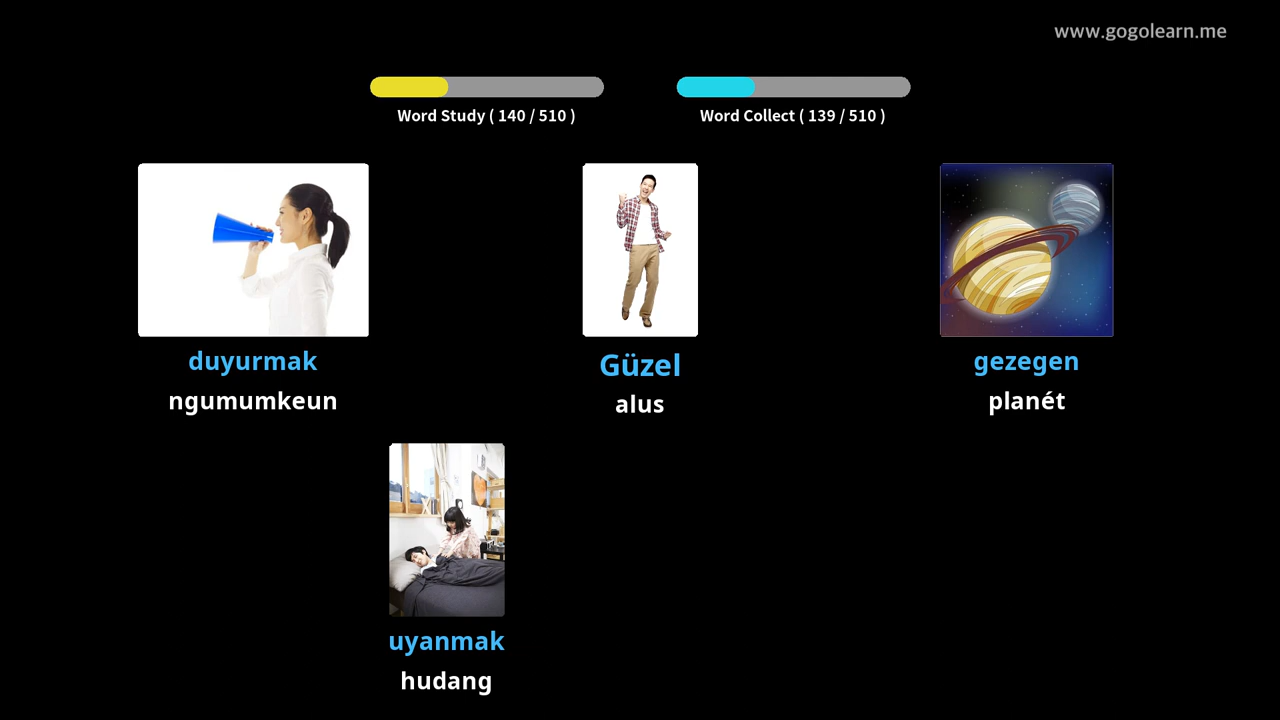 www.gogolearn.me
Word Study ( 140 / 510 )
Word Collect ( 139 / 510 )
duyurmak
ngumumkeun
Güzel
alus
gezegen
planét
uyanmak
hudang